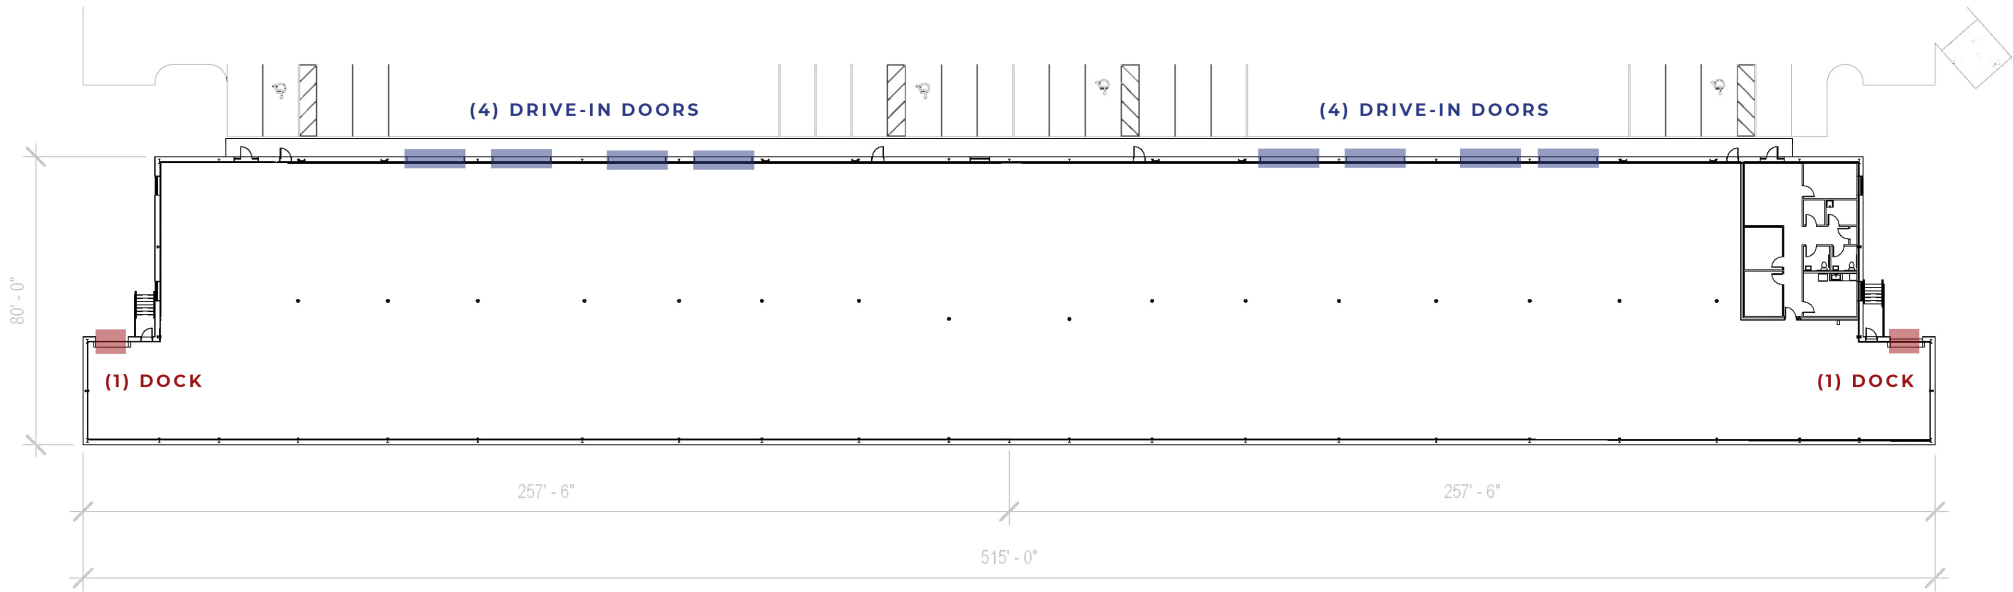 (4) DRIVE-IN DOORS
(4) DRIVE-IN DOORS
80' - 0"
(1) DOCK
(1) DOCK
257' - 6"
257' - 6"
515' - 0"